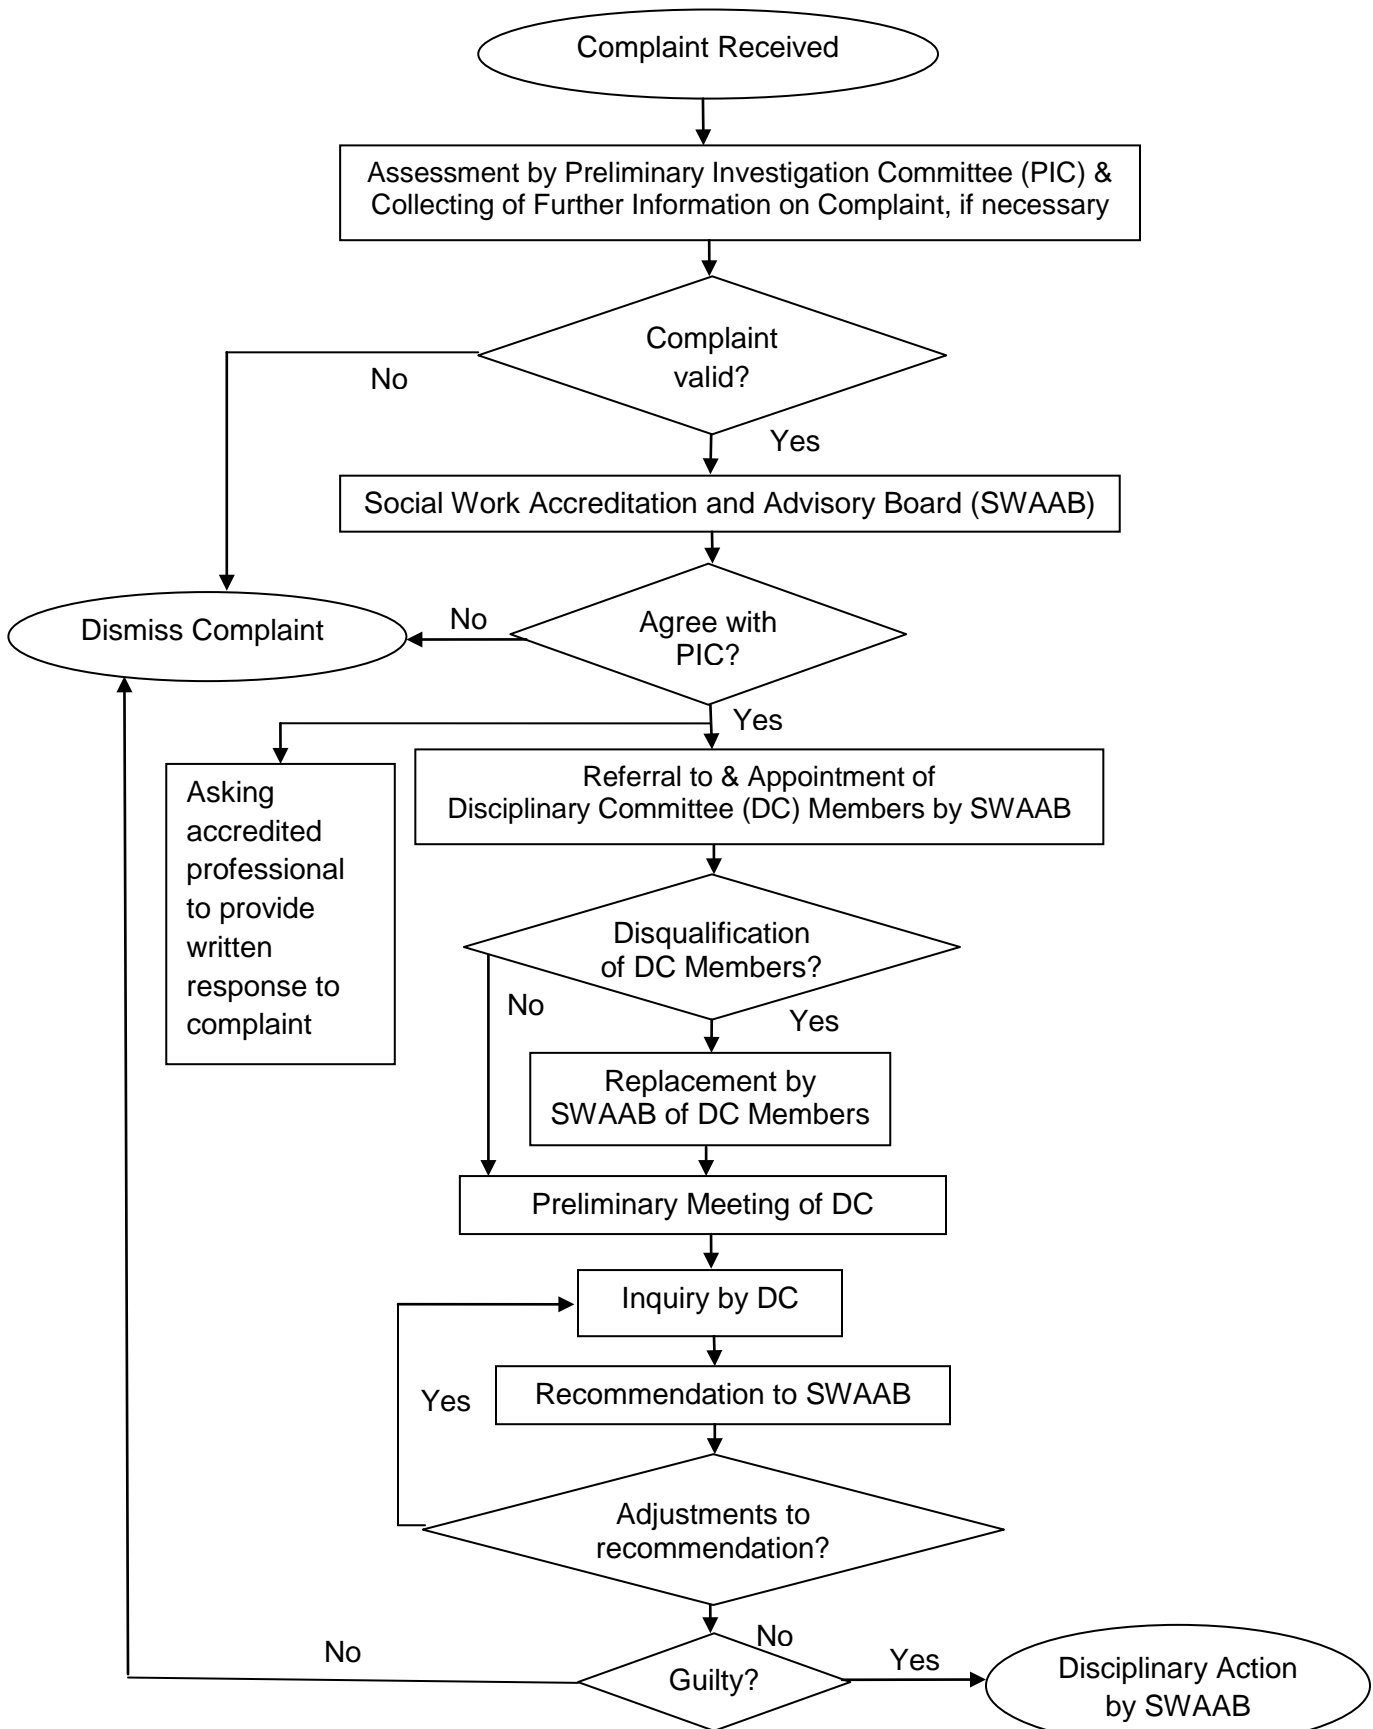 Complaint Received
Assessment by Preliminary Investigation Committee (PIC) &
Collecting of Further Information on Complaint, if necessary
Complaint
valid?
No
Yes
Social Work Accreditation and Advisory Board (SWAAB)
Dismiss Complaint
No
Agree with
PIC?
Yes
Asking
accredited
professional
to provide
written
response to
complaint
Referral to & Appointment of
Disciplinary Committee (DC) Members by SWAAB
Disqualification
of DC Members?
No
Yes
Replacement by
SWAAB of DC Members
Preliminary Meeting of DC
Inquiry by DC
Yes
Recommendation to SWAAB
Adjustments to
recommendation?
No
No
Guilty?
Yes
Disciplinary Action
by SWAAB